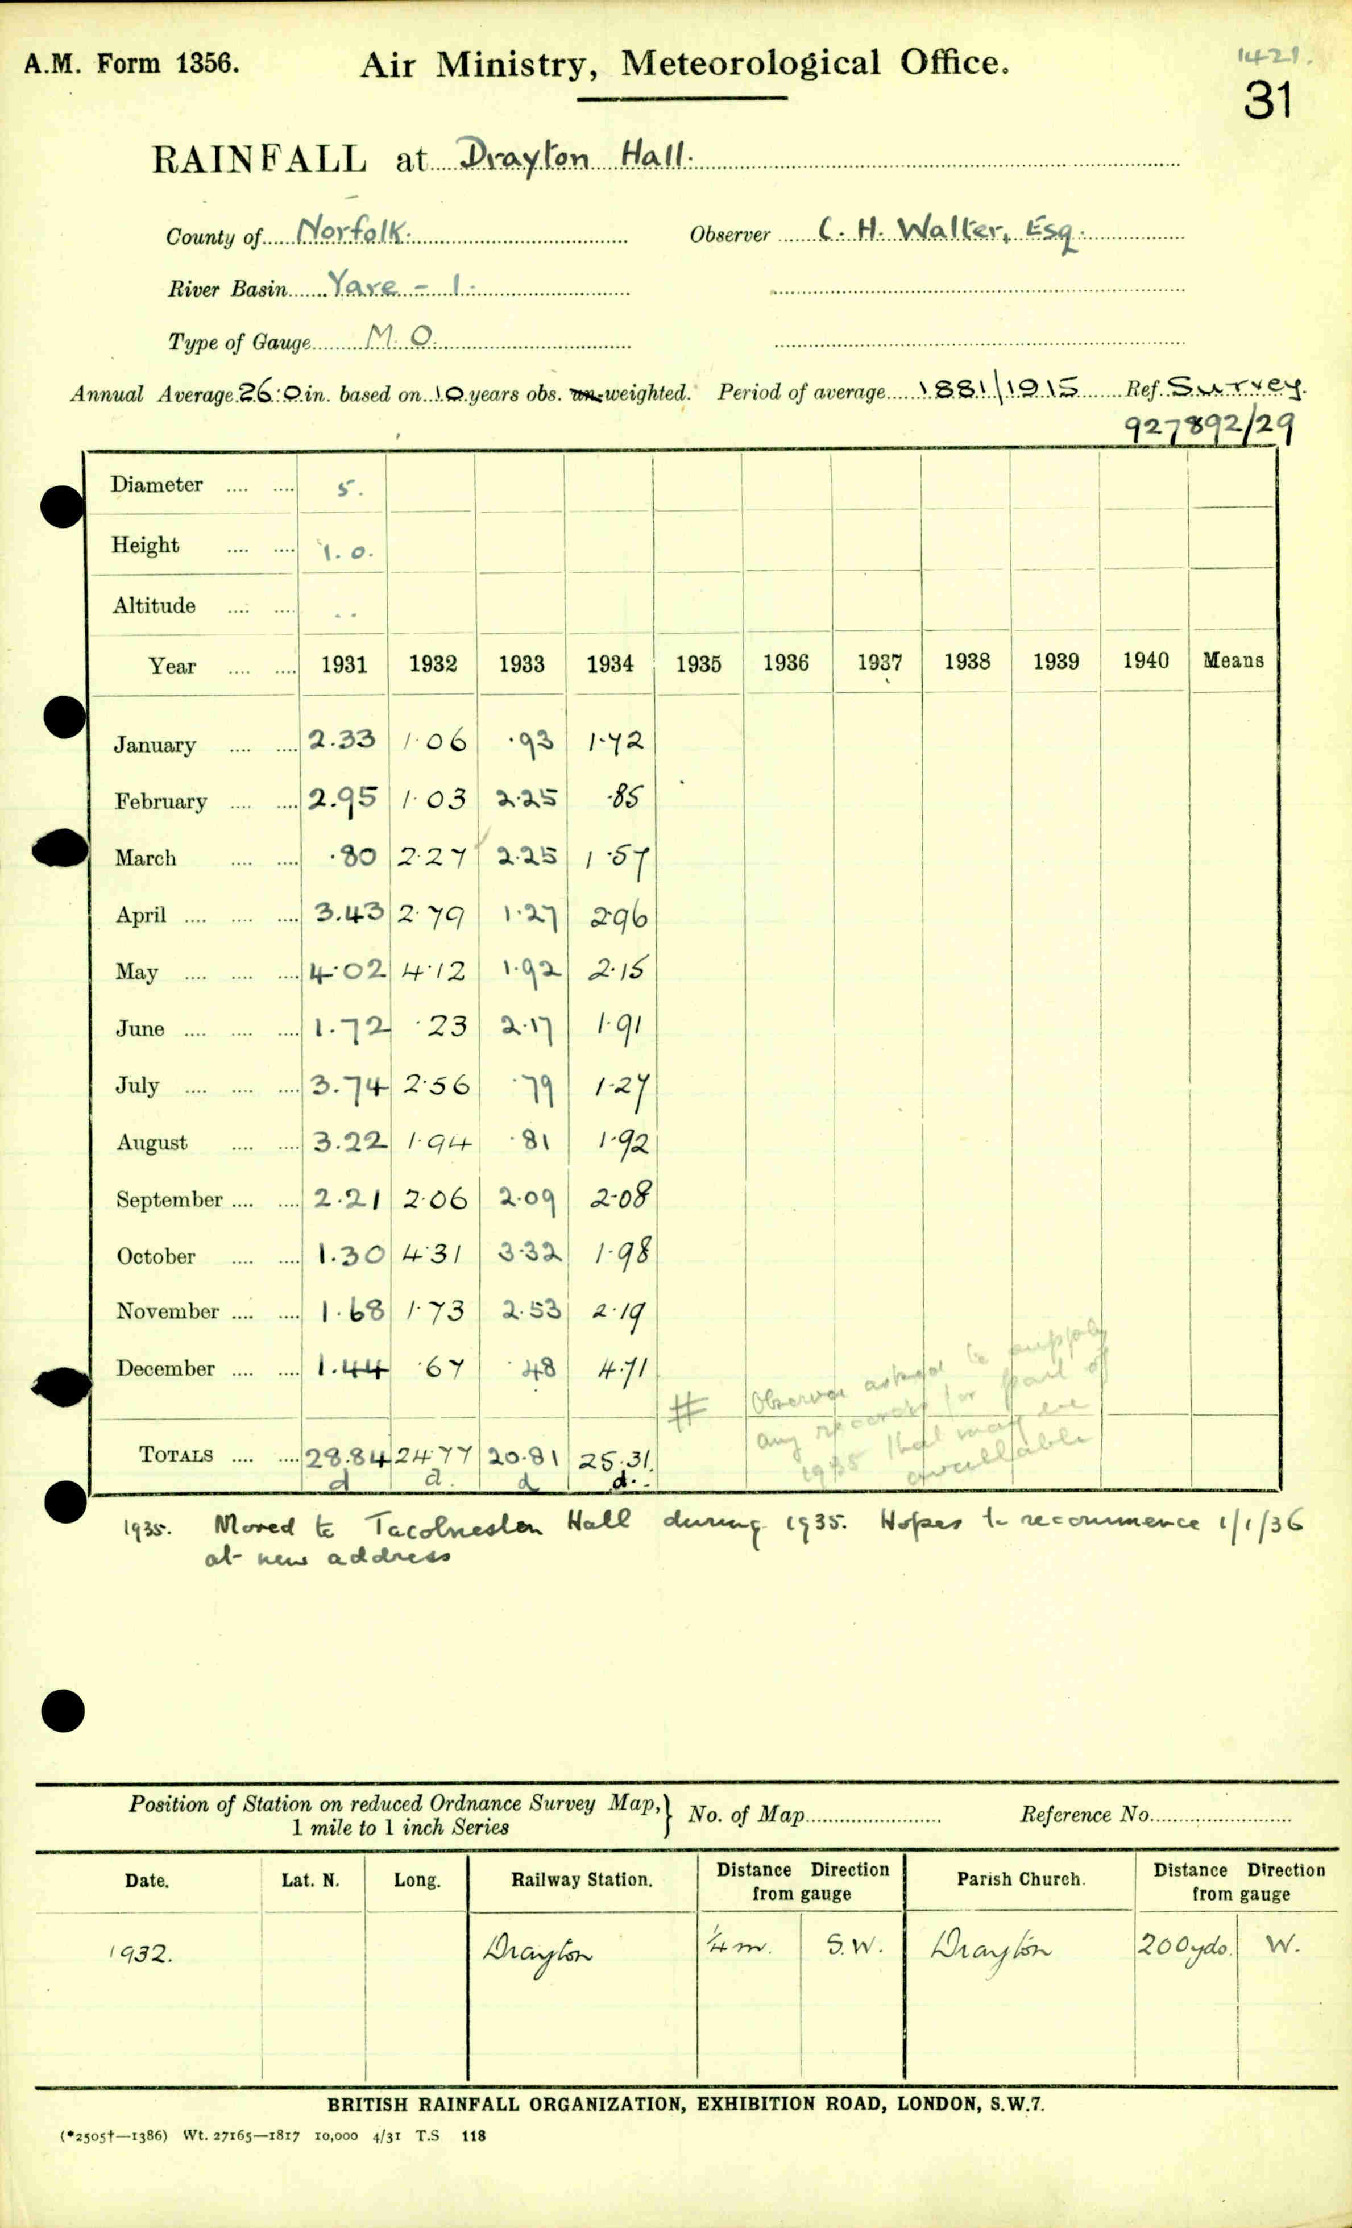 A.M. Form 1356. Air Ministry, Meteorological Office. 1421.
31
RAINFALL at Drayton Hall.
County of Norfolk. Observer C. H. Walter, Esq.
River Basin Yare - 1.
Type of Gauge M. O.
Annual Average 26.0 in. based on 10 years obs. un-weighted. Period of average 1881/1915 Ref. Survey.
927892/29
Diameter .... .... 5.
Height .... .... 1. 0.
Altitude .... .... . .
Year .... .... 1931 1932 1933 1934 1935 1936 1937 1938 1939 1940 Means
January .... .... 2.33 1.06 .93 1.72
February .... .... 2.95 1.03 2.25 .85
March .... .... .80 2.27 2.25 1.57
April .... .... .... 3.43 2.79 1.27 2.96
May .... .... .... 4.02 4.12 1.92 2.15
June .... .... .... 1.72 .23 2.17 1.91
July .... .... .... 3.74 2.56 .79 1.27
August .... .... 3.22 1.94 .81 1.92
September .... .... 2.21 2.06 2.09 2.08
October .... .... 1.30 4.31 3.32 1.98
November .... .... 1.68 1.73 2.53 2.19
December .... .... 1.44 .67 .48 4.71
# Observer asked to supply
any records for part of
1935 that may be
available
TOTALS .... .... 28.84 24.77 20.81 25.31.
d d. d d.
1935. Moved to Tacolneston Hall during 1935. Hopes to recommence 1/1/36
at new address
Position of Station on reduced Ordnance Survey Map, 1 mile to 1 inch Series } No. of Map Reference No.
Date. Lat. N. Long. Railway Station. Distance Direction from gauge Parish Church. Distance Direction from gauge
1932. Drayton ¼ m. S.W. Drayton 200 yds. W.
BRITISH RAINFALL ORGANIZATION, EXHIBITION ROAD, LONDON, S.W.7.
(*2505†—1386) Wt. 27165—1817 10,000 4/31 T.S 118